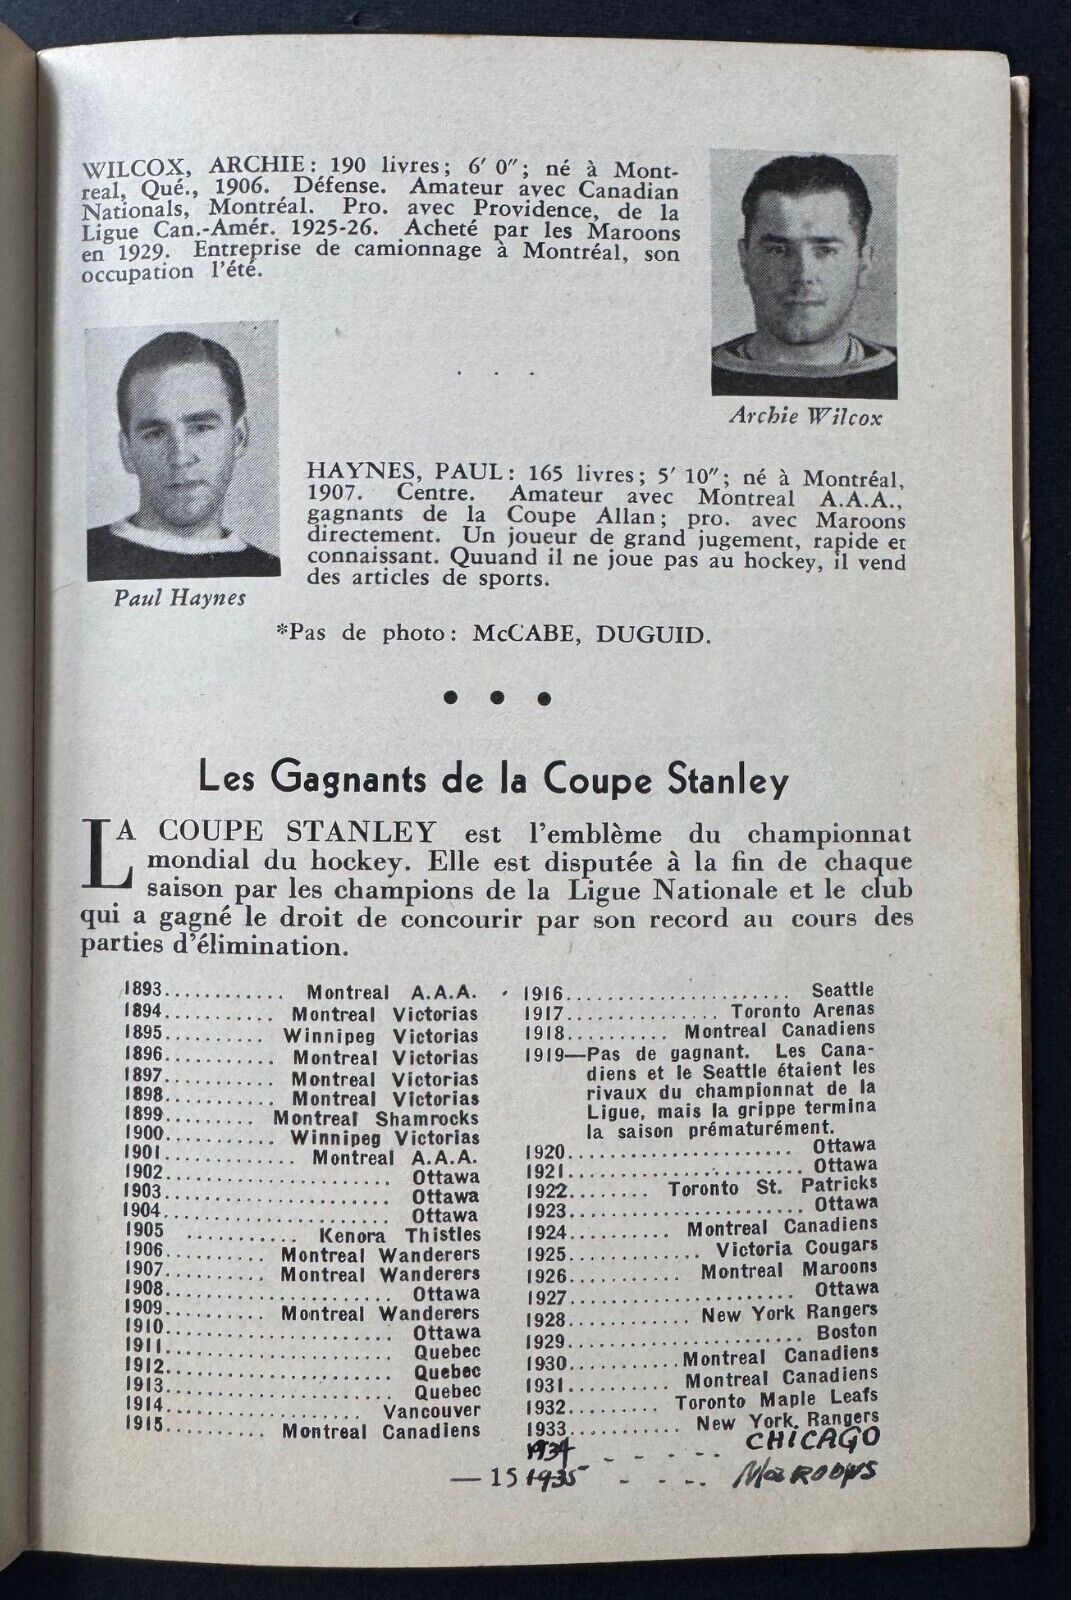 WILCOX, ARCHIE: 190 livres; 6' 0"; né à Mont-
real, Qué., 1906. Défense. Amateur avec Canadian
Nationals, Montréal. Pro. avec Providence, de la
Ligue Can.-Amér. 1925-26. Acheté par les Maroons
en 1929. Entreprise de camionnage à Montréal, son
occupation l'été.
Archie Wilcox
HAYNES, PAUL: 165 livres; 5' 10"; né à Montréal,
1907. Centre. Amateur avec Montreal A.A.A.,
gagnants de la Coupe Allan; pro. avec Maroons
directement. Un joueur de grand jugement, rapide et
connaissant. Quuand il ne joue pas au hockey, il vend
des articles de sports.
Paul Haynes
*Pas de photo: McCABE, DUGUID.
Les Gagnants de la Coupe Stanley
LA COUPE STANLEY est l'emblème du championnat
mondial du hockey. Elle est disputée à la fin de chaque
saison par les champions de la Ligue Nationale et le club
qui a gagné le droit de concourir par son record au cours des
parties d'élimination.
1893............ Montreal A.A.A.
1894........... Montreal Victorias
1895.......... Winnipeg Victorias
1896........... Montreal Victorias
1897........... Montreal Victorias
1898........... Montreal Victorias
1899......... Montreal Shamrocks
1900........... Winnipeg Victorias
1901............. Montreal A.A.A.
1902....................... Ottawa
1903....................... Ottawa
1904....................... Ottawa
1905 ........... Kenora Thistles
1906.......... Montreal Wanderers
1907.......... Montreal Wanderers
1908....................... Ottawa
1909.......... Montreal Wanderers
1910....................... Ottawa
1911....................... Quebec
1912....................... Quebec
1913....................... Quebec
1914.................... Vancouver
1915.......... Montreal Canadiens
1916....................... Seattle
1917............... Toronto Arenas
1918.......... Montreal Canadiens
1919—Pas de gagnant. Les Cana-
diens et le Seattle étaient les
rivaux du championnat de la
Ligue, mais la grippe termina
la saison prématurément.
1920....................... Ottawa
1921....................... Ottawa
1922........ Toronto St. Patricks
1923....................... Ottawa
1924.......... Montreal Canadiens
1925............. Victoria Cougars
1926........... Montreal Maroons
1927....................... Ottawa
1928............ New York Rangers
1929....................... Boston
1930........... Montreal Canadiens
1931........... Montreal Canadiens
1932........... Toronto Maple Leafs
1933........... New York Rangers
1934 - - - - CHICAGO
1935 - - - - MAROONS
— 15